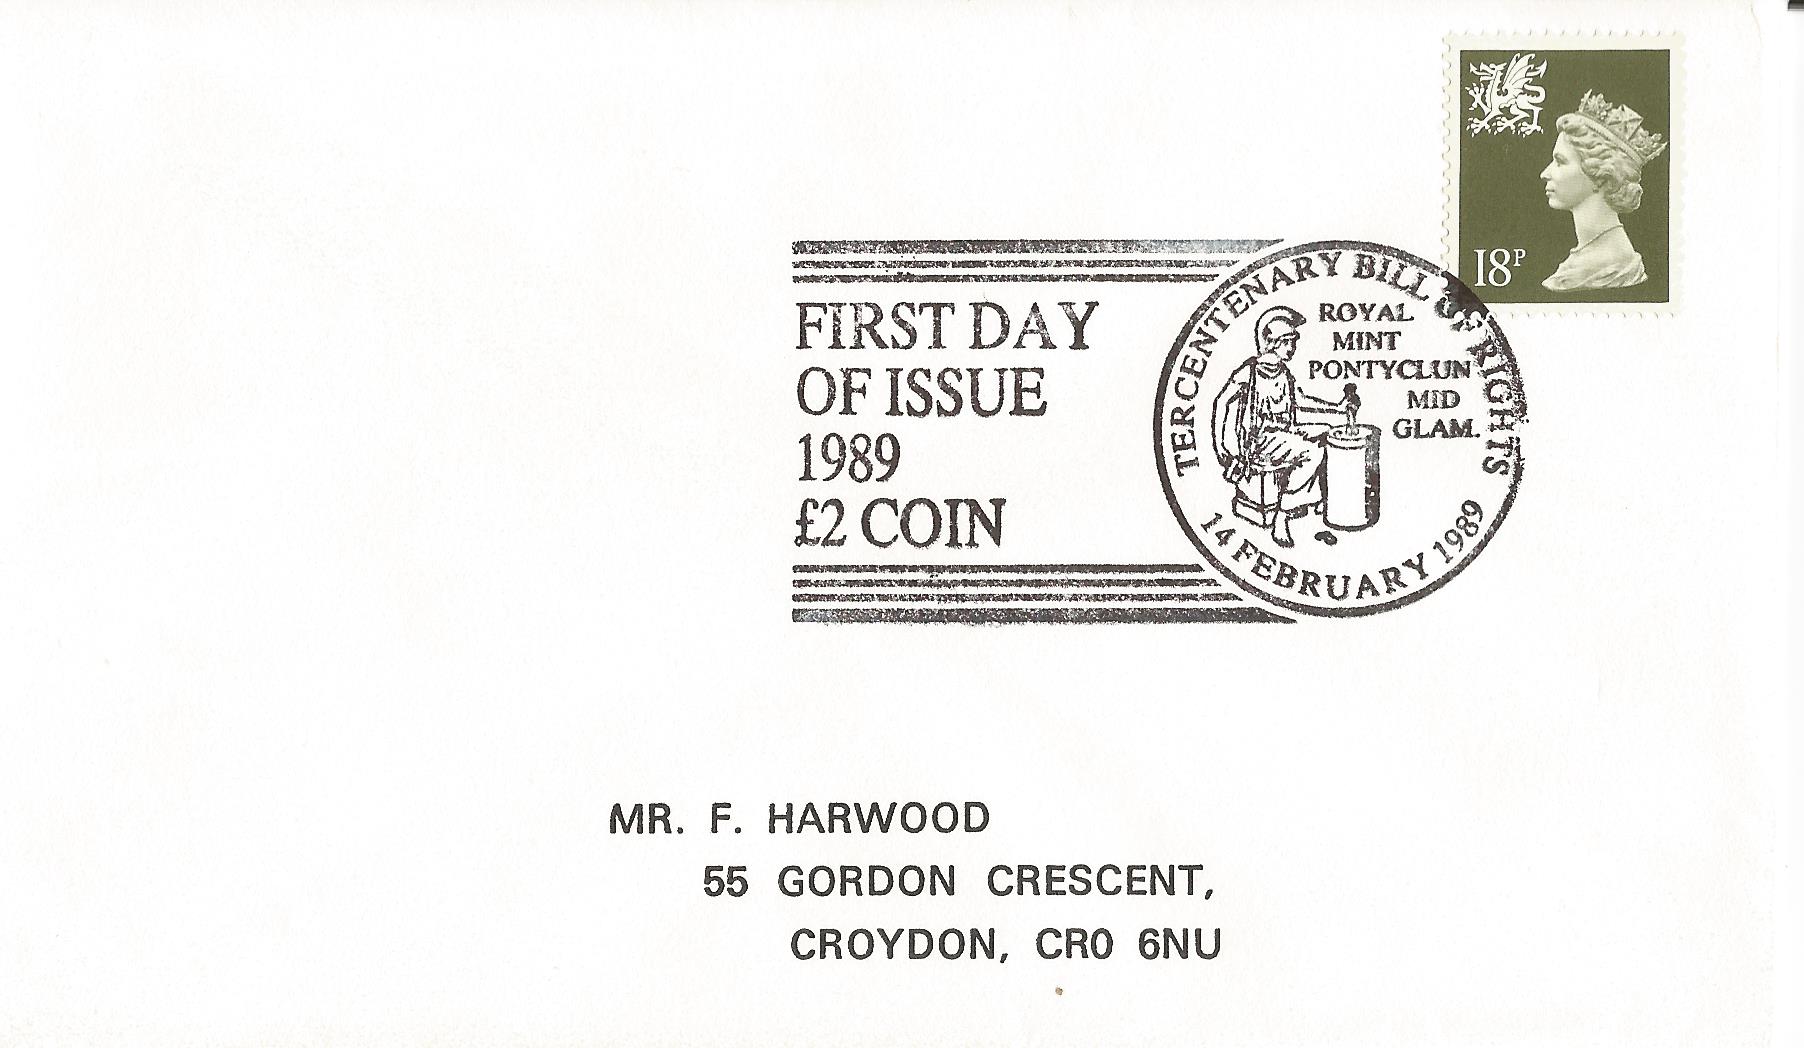 18P
FIRST DAY
OF ISSUE
1989
£2 COIN
TERCENTENARY BILL OF RIGHTS
ROYAL
MINT
PONTYCLUN
MID
GLAM.
14 FEBRUARY 1989
MR. F. HARWOOD
55 GORDON CRESCENT,
CROYDON, CR0 6NU